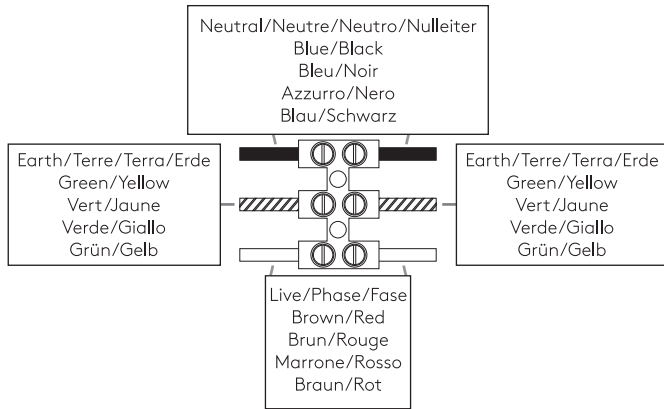 Neutral/Neutre/Neutro/Nulleiter
Blue/Black
Bleu/Noir
Azzurro/Nero
Blau/Schwarz
Earth/Terre/Terra/Erde
Green/Yellow
Vert/Jaune
Verde/Giallo
Grün/Gelb
Earth/Terre/Terra/Erde
Green/Yellow
Vert/Jaune
Verde/Giallo
Grün/Gelb
Live/Phase/Fase
Brown/Red
Brun/Rouge
Marrone/Rosso
Braun/Rot